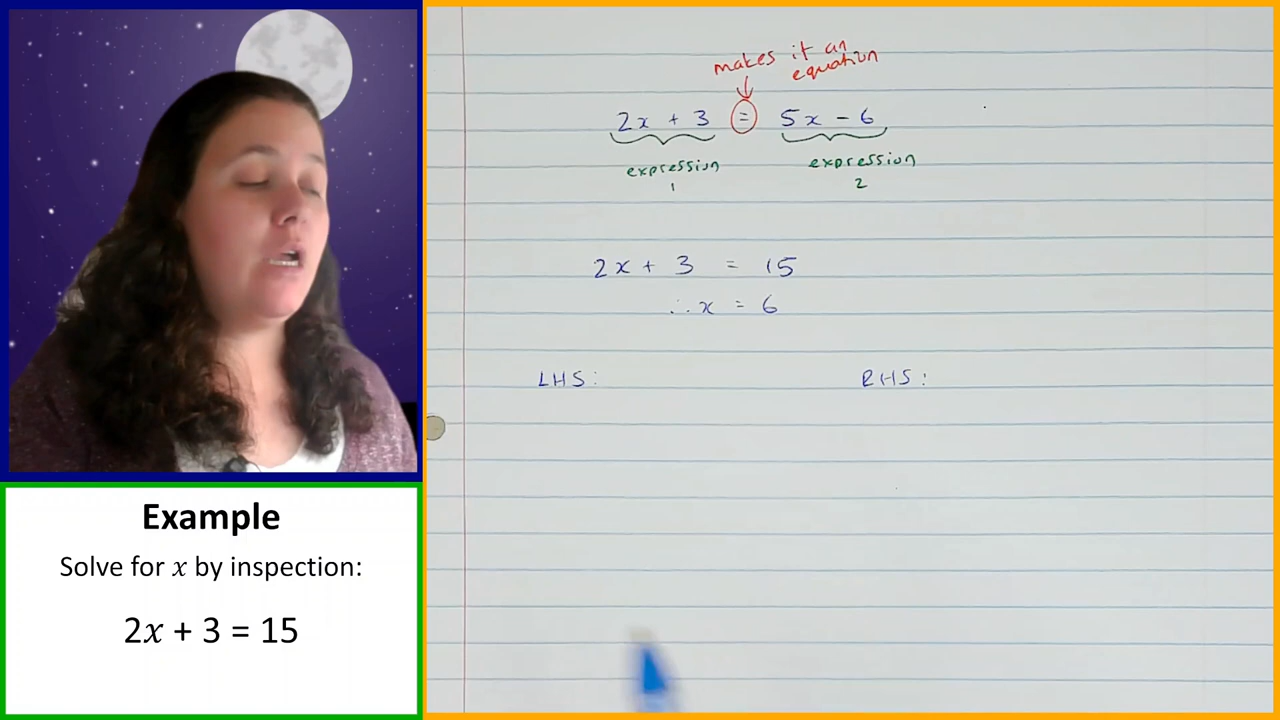 makes it an
equation
2x + 3 = 5x - 6
expression expression
1 2
2x + 3 = 15
∴ x = 6
LHS: RHS:
Example
Solve for x by inspection:
2x + 3 = 15